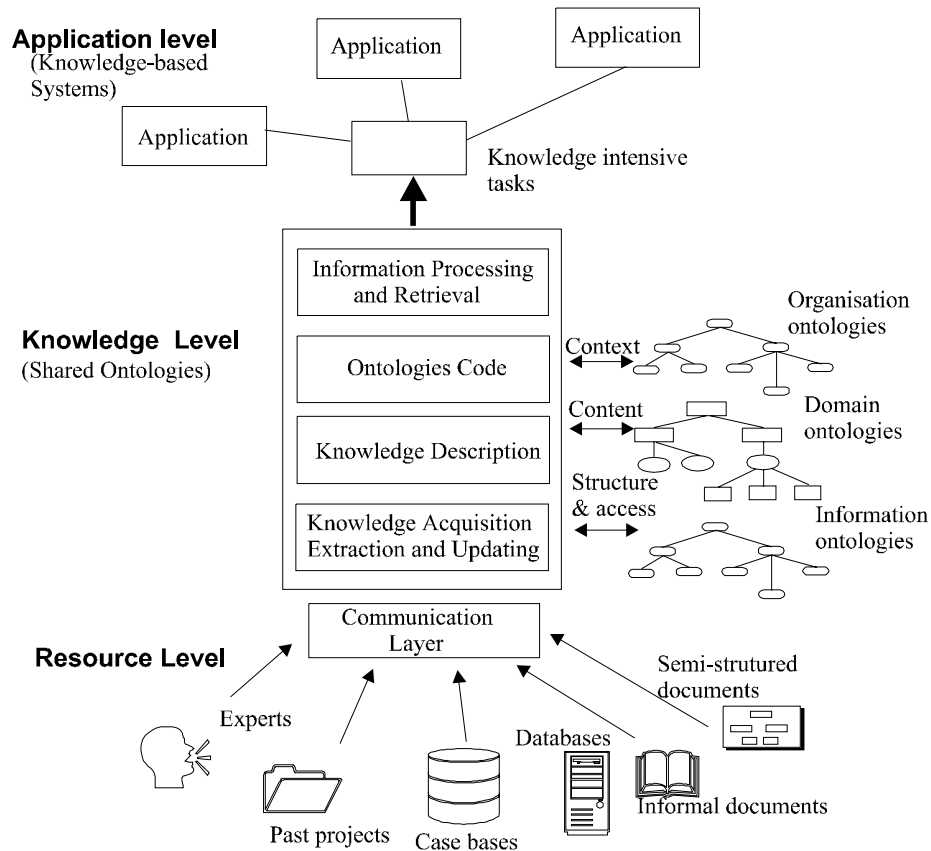 Application level
(Knowledge-based
Systems)
Application
Application
Application
Knowledge intensive
tasks
Information Processing
and Retrieval
Knowledge  Level
(Shared Ontologies)
Ontologies Code
Knowledge Description
Knowledge Acquisition
Extraction and Updating
Context
Organisation
ontologies
Content
Domain
ontologies
Structure
& access
Information
ontologies
Communication
Layer
Resource Level
Experts
Past projects
Case bases
Databases
Informal documents
Semi-strutured
documents